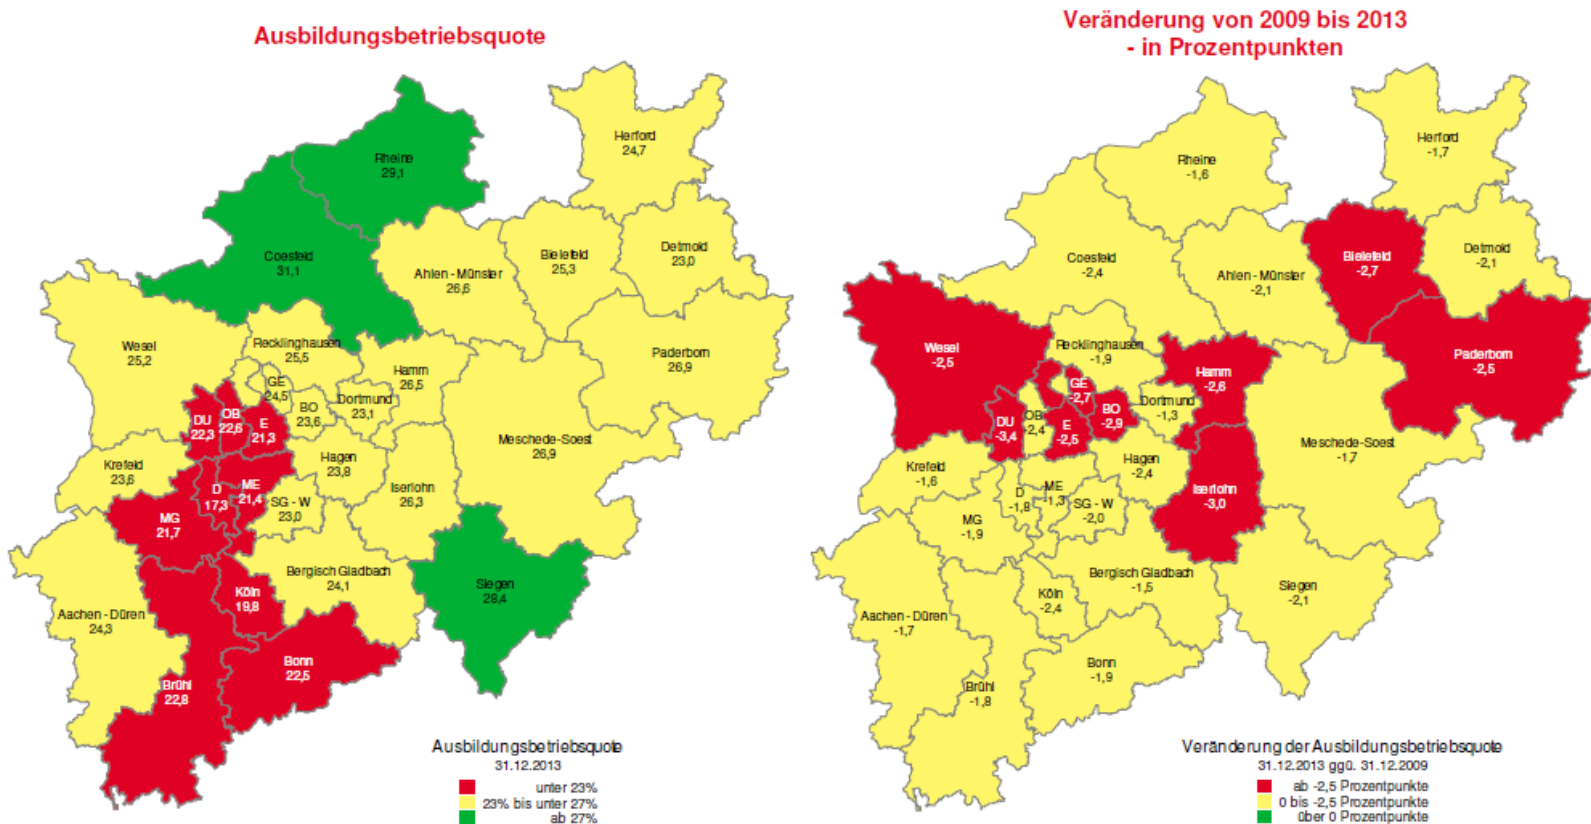 Ausbildungsbetriebsquote
Herford
24,7
Rheine
29,1
Coesfeld
31,1
Ahlen - Münster
26,6
Bielefeld
25,3
Detmold
23,0
Wesel
25,2
Recklinghausen
25,5
Paderborn
26,9
GE
24,5
Hamm
26,5
BO
23,6
Dortmund
23,1
DU
22,3
OB
22,6
E
21,3
Meschede-Soest
26,9
Krefeld
23,6
Hagen
23,8
Iserlohn
26,3
D
17,3
ME
21,4
SG - W
23,0
MG
21,7
Bergisch Gladbach
24,1
Siegen
28,4
Köln
19,8
Aachen - Düren
24,3
Bonn
22,5
Brühl
22,8
Ausbildungsbetriebsquote
31.12.2013
unter 23%
23% bis unter 27%
ab 27%
Veränderung von 2009 bis 2013
- in Prozentpunkten
Herford
-1,7
Rheine
-1,6
Coesfeld
-2,4
Ahlen - Münster
-2,1
Bielefeld
-2,7
Detmold
-2,1
Wesel
-2,5
Recklinghausen
-1,9
Paderborn
-2,5
Hamm
-2,6
GE
-2,7
BO
-2,9
Dortmund
-1,3
DU
-3,4
OB
-2,4
E
-2,5
Meschede-Soest
-1,7
Krefeld
-1,6
Hagen
-2,4
Iserlohn
-3,0
D
-1,8
ME
-1,3
SG - W
-2,0
MG
-1,9
Bergisch Gladbach
-1,5
Siegen
-2,1
Köln
-2,4
Aachen - Düren
-1,7
Bonn
-1,9
Brühl
-1,8
Veränderung der Ausbildungsbetriebsquote
31.12.2013 ggü. 31.12.2009
ab -2,5 Prozentpunkte
0 bis -2,5 Prozentpunkte
über 0 Prozentpunkte